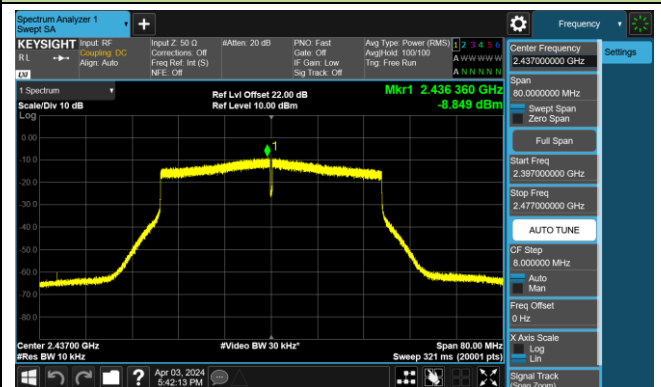 Spectrum Analyzer 1
Swept SA
Frequency
KEYSIGHT
Input: RF
Input Z: 50 Ω
#Atten: 20 dB
PNO: Fast
Avg Type: Power (RMS)
1 2 3 4 5 6
R L
Coupling: DC
Corrections: Off
Gate: Off
Avg|Hold: 100/100
A W W W W W
Align: Auto
Freq Ref: Int (S)
IF Gain: Low
Trig: Free Run
NFE: Off
Sig Track: Off
A N N N N N
LXI
Center Frequency
2.437000000 GHz
Settings
1 Spectrum
Ref Lvl Offset 22.00 dB
Mkr1 2.436 360 GHz
Scale/Div 10 dB
Ref Level 10.00 dBm
-8.849 dBm
Log
Span
80.0000000 MHz
Swept Span
Zero Span
Full Span
Start Freq
2.397000000 GHz
Stop Freq
2.477000000 GHz
AUTO TUNE
CF Step
8.000000 MHz
Auto
Man
Freq Offset
0 Hz
X Axis Scale
Log
Lin
Signal Track
(Span Zoom)
0.00
-10.0
-20.0
-30.0
-40.0
-50.0
-60.0
-70.0
-80.0
1
Center 2.43700 GHz
#Video BW 30 kHz*
Span 80.00 MHz
#Res BW 10 kHz
Sweep 321 ms (20001 pts)
?
Apr 03, 2024
5:42:13 PM